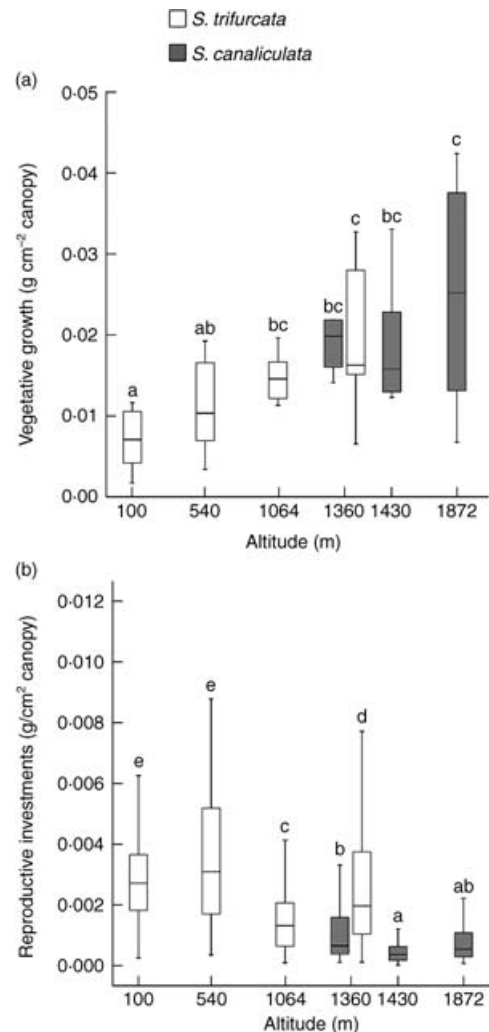 S. trifurcata
S. canaliculata
(a)
0·05
0·04
0·03
0·02
0·01
0·00
Vegetative growth (g cm⁻² canopy)
a
ab
bc
bc
c
bc
c
100 540 1064 1360 1430 1872
Altitude (m)
(b)
0·012
0·010
0·008
0·006
0·004
0·002
0·000
Reproductive investments (g/cm² canopy)
e
e
c
b
d
a
ab
100 540 1064 1360 1430 1872
Altitude (m)